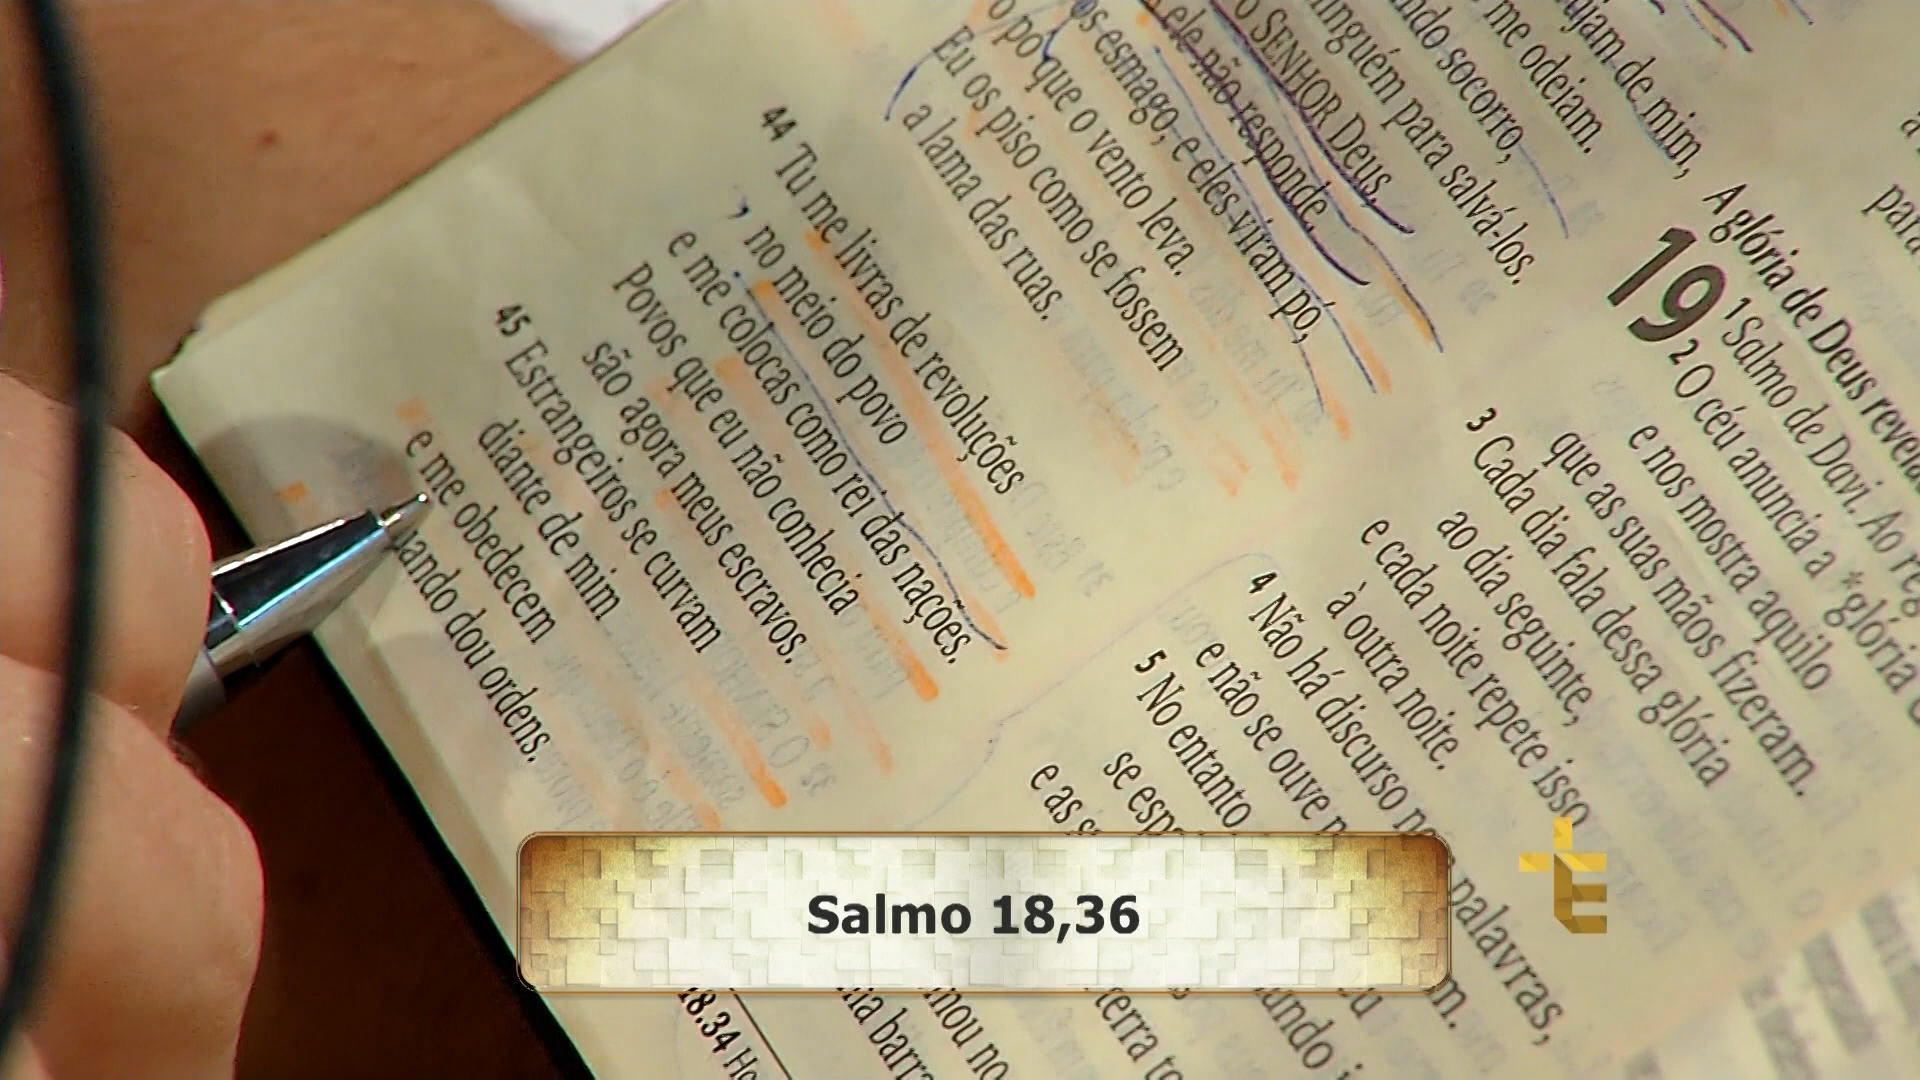 ele não responde.
os esmago, e eles viram pó,
o pó que o vento leva.
Eu os piso como se fossem
a lama das ruas.
44 Tu me livras de revoluções
no meio do povo
e me colocas como rei das nações.
Povos que eu não conhecia
são agora meus escravos.
45 Estrangeiros se curvam
diante de mim
e me obedecem
dou ordens.
o SENHOR Deus,
ninguém para salvá-los.
socorro,
me odeiam.
de mim,
A glória de Deus
19 1 Salmo de Davi. Ao
2 O céu anuncia a *glória
e nos mostra aquilo
que as suas mãos fizeram.
3 Cada dia fala dessa glória
ao dia seguinte,
e cada noite repete isso
à outra noite.
4 Não há discurso palavras,
e não se ouve
5 No entanto
se
e as
18.34
Salmo 18,36